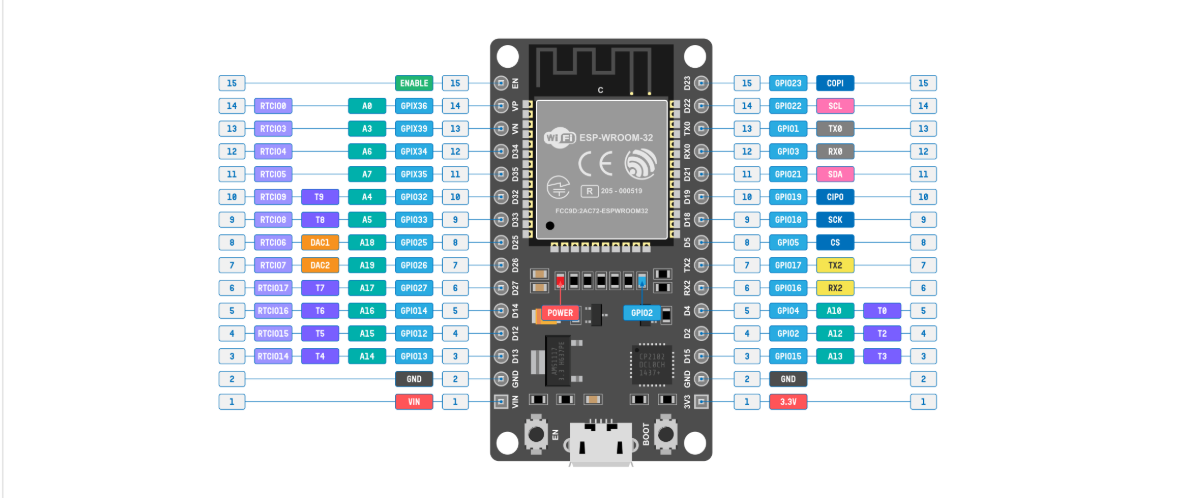 C
15 ENABLE 15 EN D23 15 GPIO23 COPI 15
14 RTCIO0 A0 GPIX36 14 VP D22 14 GPIO22 SCL 14
13 RTCIO3 A3 GPIX39 13 VN TX0 13 GPIO1 TX0 13
WiFi ESP-WROOM-32
12 RTCIO4 A6 GPIX34 12 D34 RX0 12 GPIO3 RX0 12
CE
11 RTCIO5 A7 GPIX35 11 D35 D21 11 GPIO21 SDA 11
R 205 - 000519
10 RTCIO9 T9 A4 GPIO32 10 D32 D19 10 GPIO19 CIPO 10
FCC9D:2AC72-ESPWROOM32
9 RTCIO8 T8 A5 GPIO33 9 D33 D18 9 GPIO18 SCK 9
8 RTCIO6 DAC1 A18 GPIO25 8 D25 D5 8 GPIO5 CS 8
7 RTCIO7 DAC2 A19 GPIO26 7 D26 TX2 7 GPIO17 TX2 7
6 RTCIO17 T7 A17 GPIO27 6 D27 RX2 6 GPIO16 RX2 6
POWER GPIO2
5 RTCIO16 T6 A16 GPIO14 5 D14 D4 5 GPIO4 A10 T0 5
4 RTCIO15 T5 A15 GPIO12 4 D12 D2 4 GPIO2 A12 T2 4
3 RTCIO14 T4 A14 GPIO13 3 D13 D15 3 GPIO15 A13 T3 3
CP2102
1437+
2 GND 2 GND GND 2 GND 2
1 VIN 1 VIN 3V3 1 3.3V 1
EN BOOT